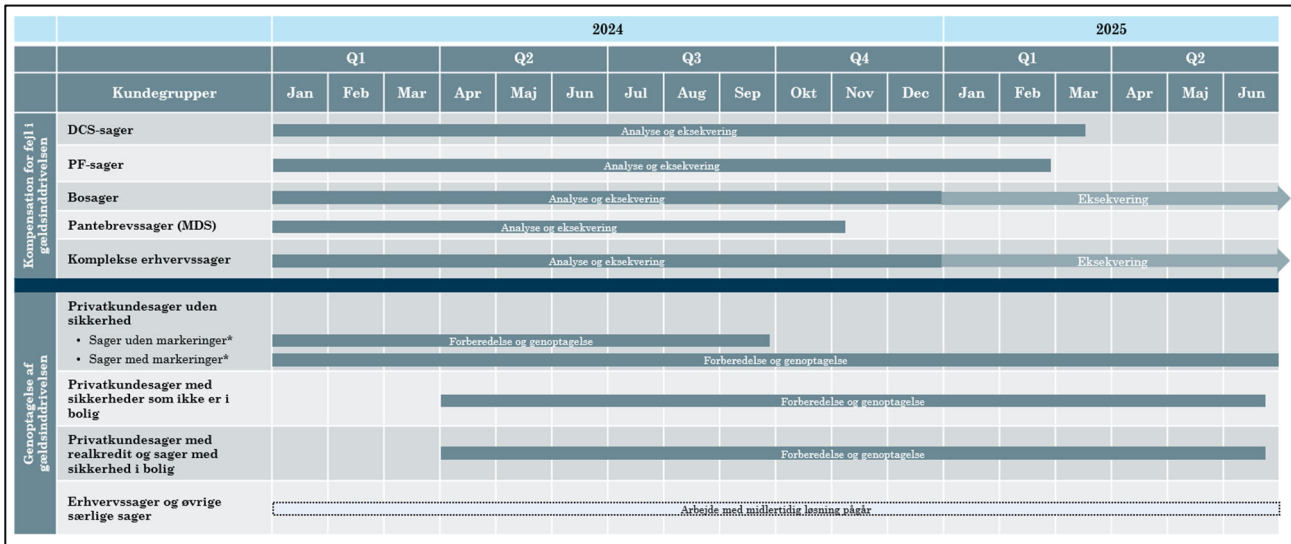 2024 2025
Q1 Q2 Q3 Q4 Q1 Q2
Kundegrupper Jan Feb Mar Apr Maj Jun Jul Aug Sep Okt Nov Dec Jan Feb Mar Apr Maj Jun
Kompensation for fejl i
gældsinddrivelsen
DCS-sager Analyse og eksekvering
PF-sager Analyse og eksekvering
Bosager Analyse og eksekvering Eksekvering
Pantebrevssager (MDS) Analyse og eksekvering
Komplekse erhvervssager Analyse og eksekvering Eksekvering
Genoptagelse af
gældsinddrivelsen
Privatkundesager uden
sikkerhed
• Sager uden markeringer* Forberedelse og genoptagelse
• Sager med markeringer* Forberedelse og genoptagelse
Privatkundesager med
sikkerheder som ikke er i
bolig
Forberedelse og genoptagelse
Privatkundesager med
realkredit og sager med
sikkerhed i bolig
Forberedelse og genoptagelse
Erhvervssager og øvrige
særlige sager
Arbejde med midlertidig løsning pågår